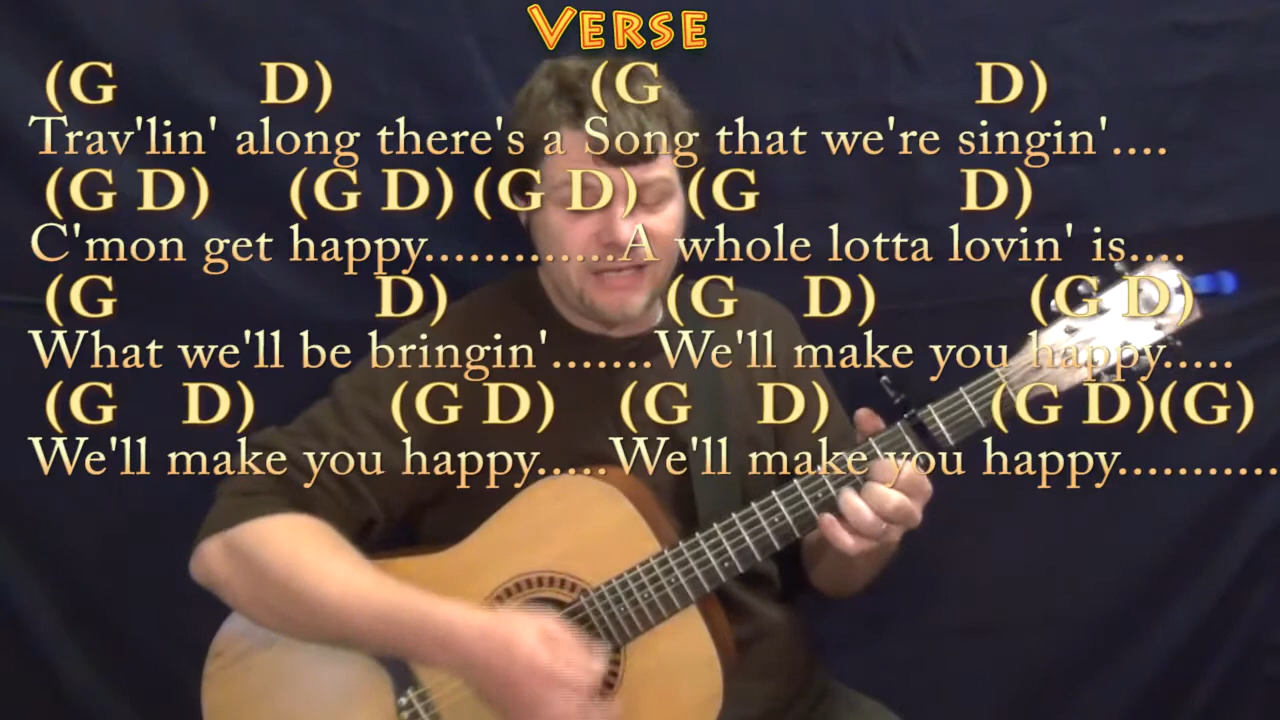 VERSE
(G D) (G D)
Trav'lin' along there's a Song that we're singin'....
(G D) (G D) (G D) (G D)
C'mon get happy.............A whole lotta lovin' is....
(G D) (G D) (G D)
What we'll be bringin'.......We'll make you happy.....
(G D) (G D) (G D) (G D)(G)
We'll make you happy.....We'll make you happy...........